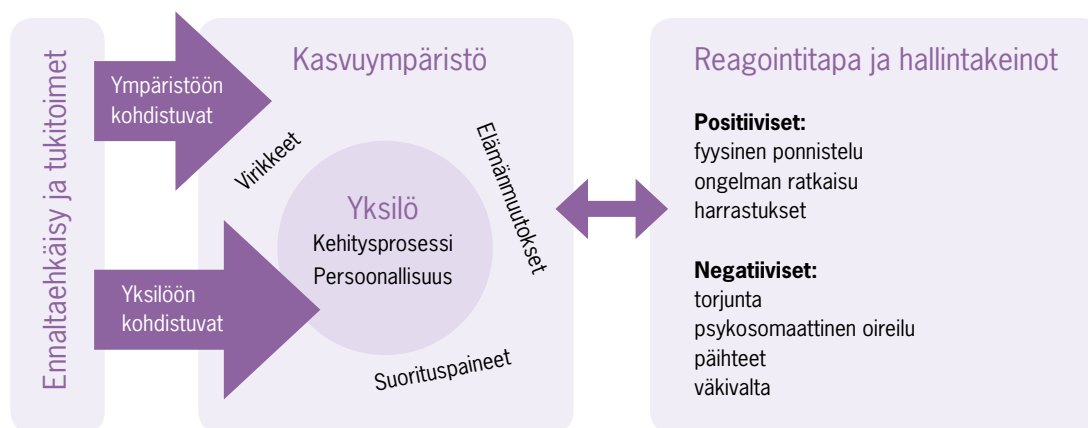 Ennaltaehkäisy ja tukitoimet
Ympäristöön
kohdistuvat
Yksilöön
kohdistuvat
Kasvuympäristö
Virikkeet
Elämänmuutokset
Yksilö
Kehitysprosessi
Persoonallisuus
Suorituspaineet
Reagointitapa ja hallintakeinot
Positiiviset:
fyysinen ponnistelu
ongelman ratkaisu
harrastukset
Negatiiviset:
torjunta
psykosomaattinen oireilu
päihteet
väkivalta